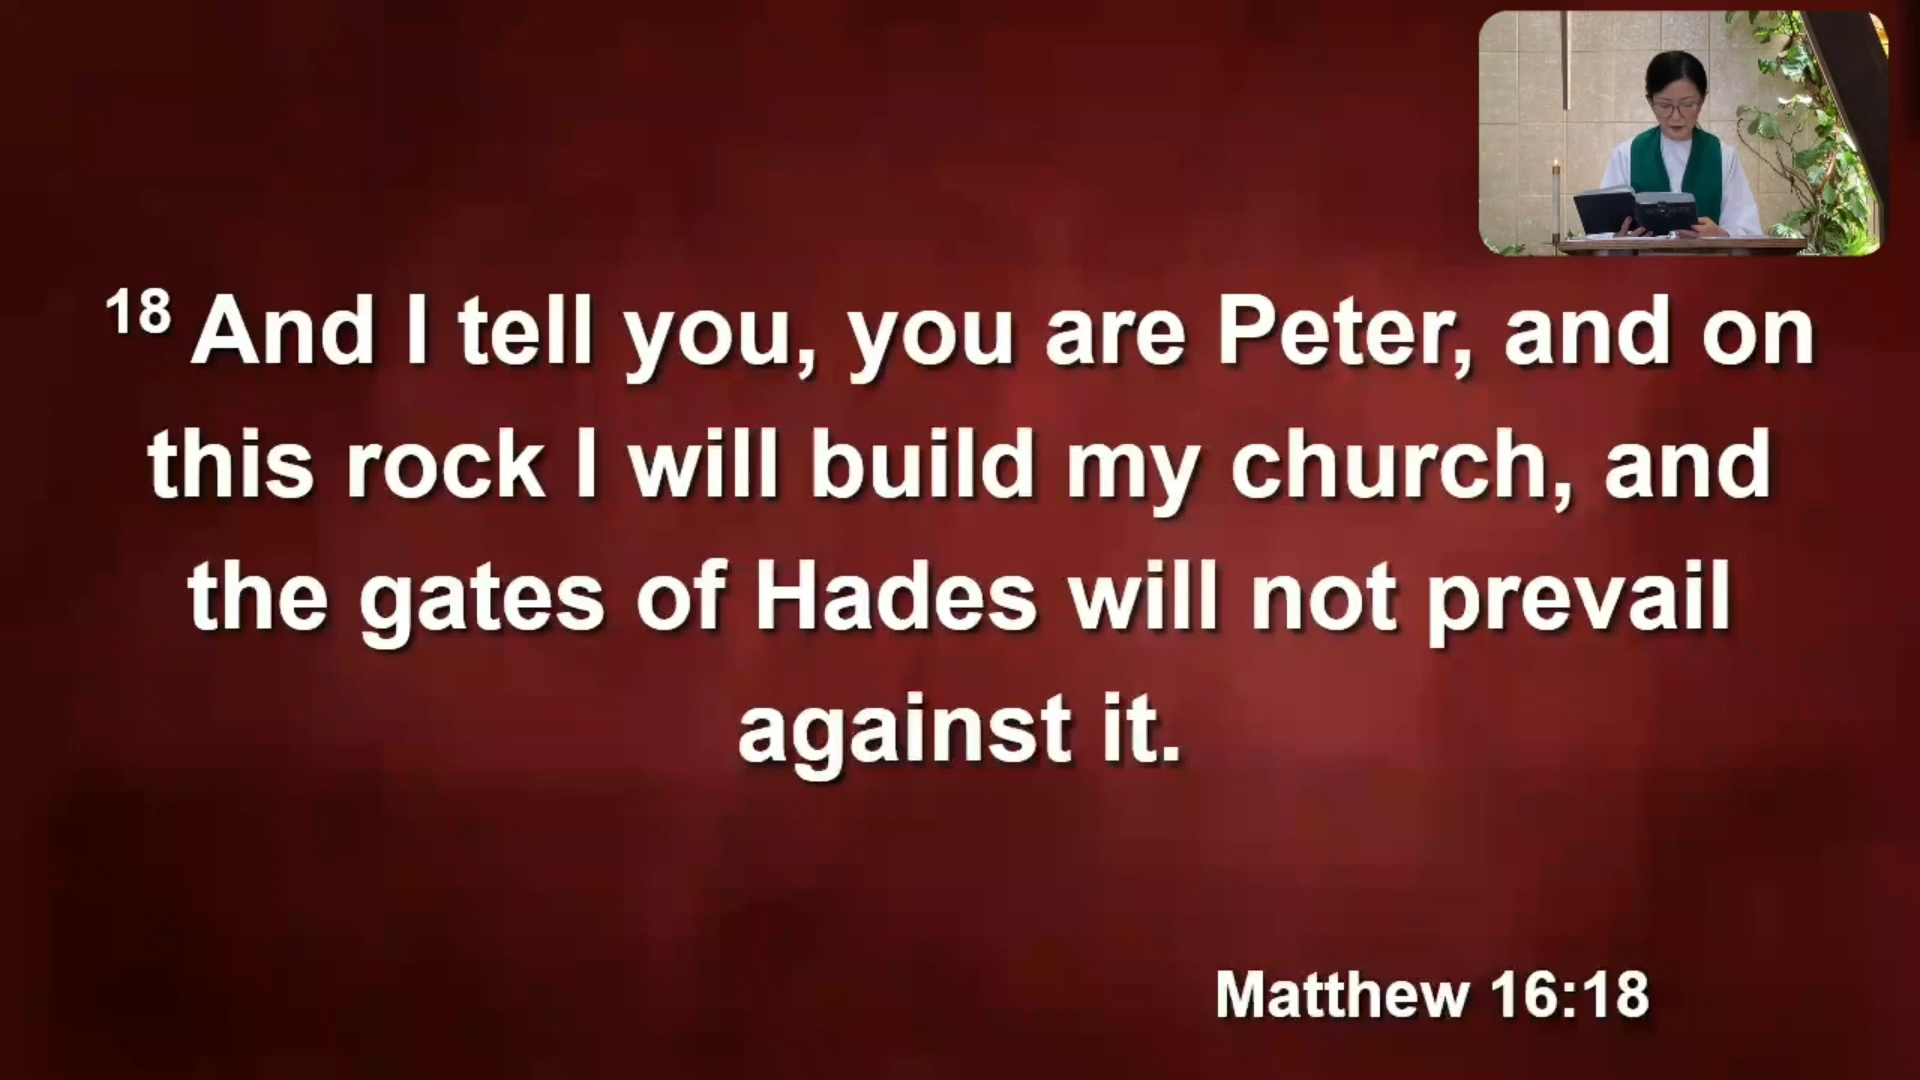 18 And I tell you, you are Peter, and on
this rock I will build my church, and
the gates of Hades will not prevail
against it.
Matthew 16:18